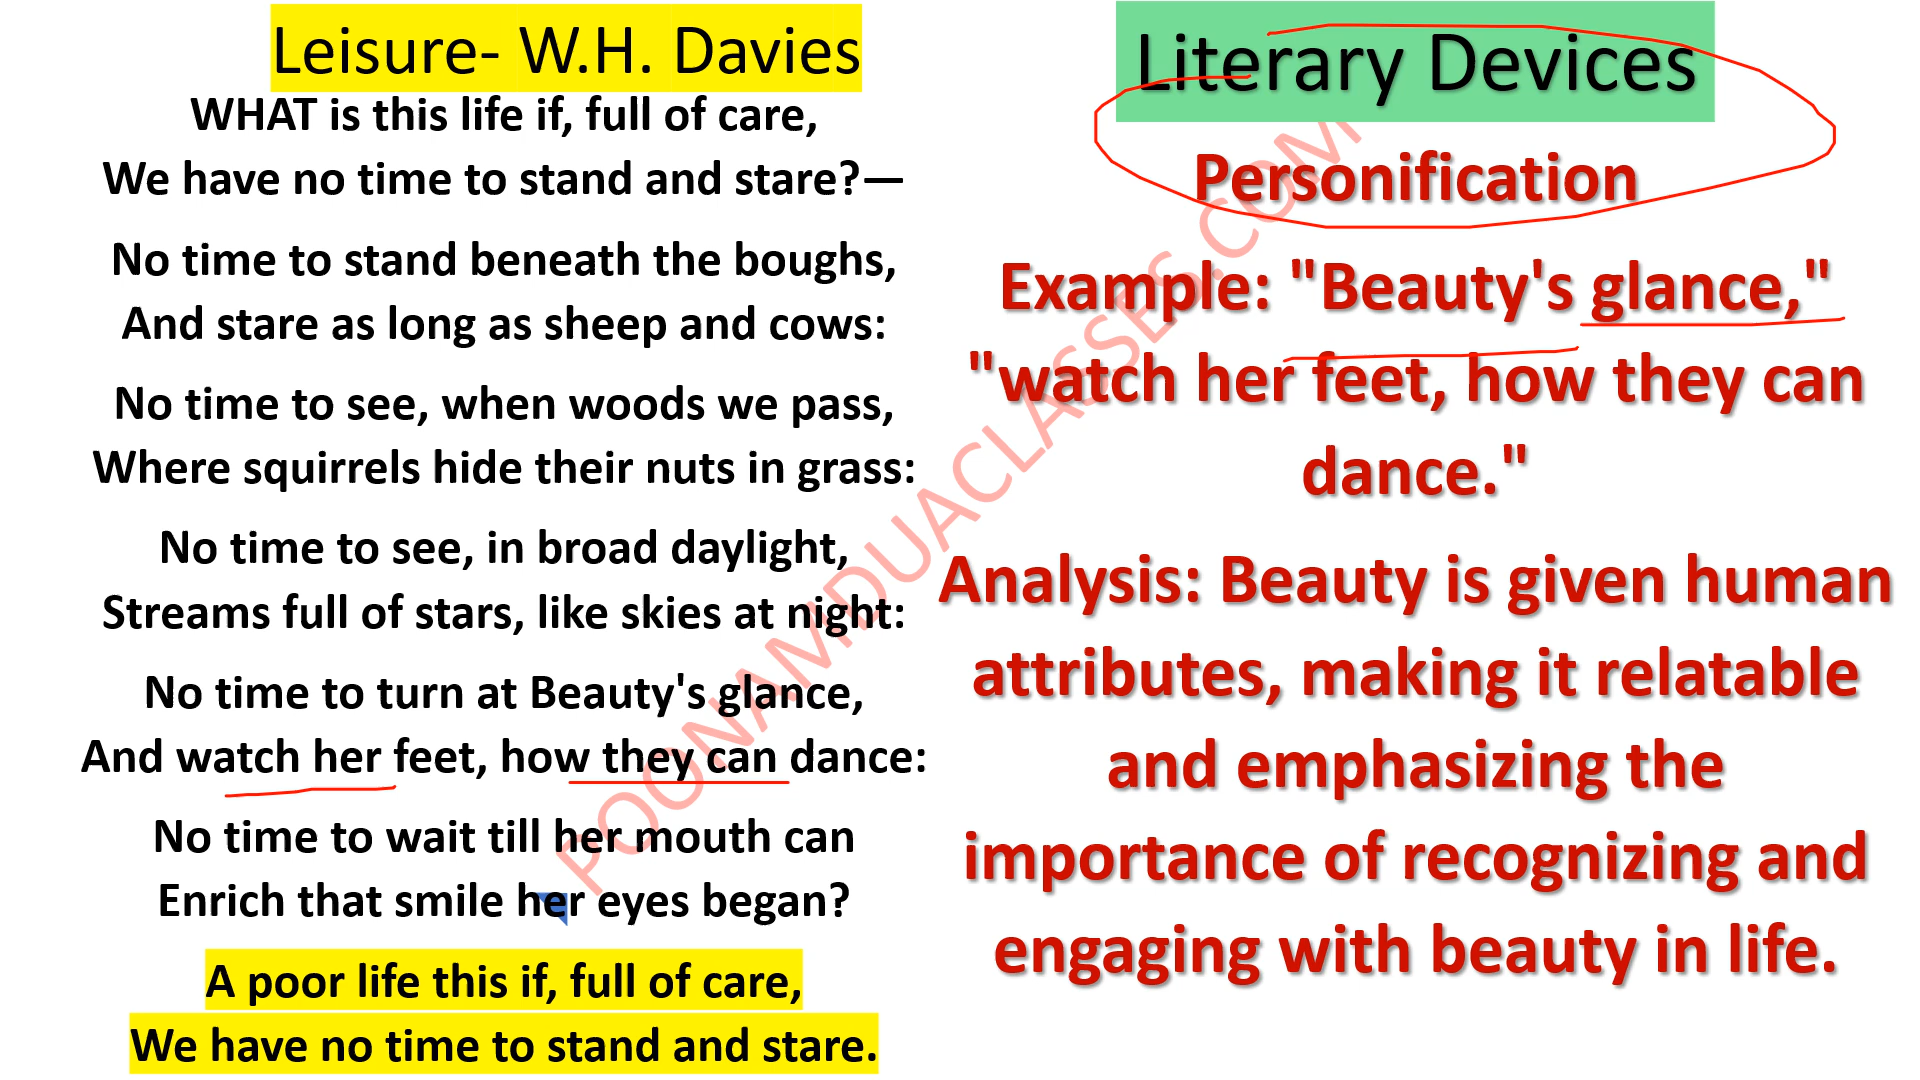 Leisure- W.H. Davies
WHAT is this life if, full of care,
We have no time to stand and stare?—
No time to stand beneath the boughs,
And stare as long as sheep and cows:
No time to see, when woods we pass,
Where squirrels hide their nuts in grass:
No time to see, in broad daylight,
Streams full of stars, like skies at night:
No time to turn at Beauty's glance,
And watch her feet, how they can dance:
No time to wait till her mouth can
Enrich that smile her eyes began?
A poor life this if, full of care,
We have no time to stand and stare.
Literary Devices
Personification
Example: "Beauty's glance,"
"watch her feet, how they can
dance."
Analysis: Beauty is given human
attributes, making it relatable
and emphasizing the
importance of recognizing and
engaging with beauty in life.
POONAMDUACLASSES.COM